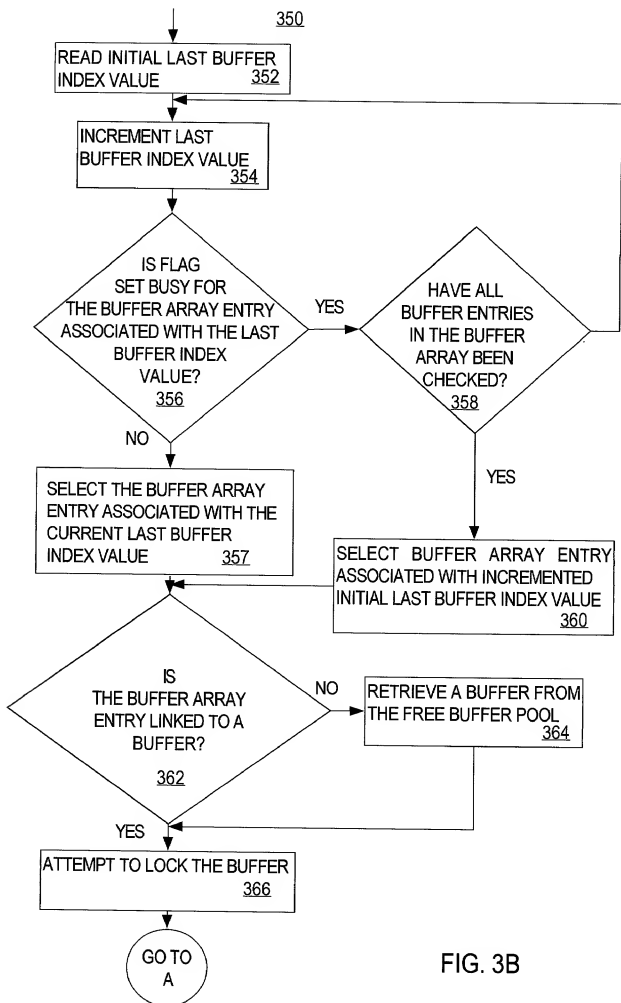 350
READ INITIAL LAST BUFFER
INDEX VALUE 352
INCREMENT LAST
BUFFER INDEX VALUE
354
IS FLAG
SET BUSY FOR
THE BUFFER ARRAY ENTRY
ASSOCIATED WITH THE LAST
BUFFER INDEX
VALUE?
356
YES
HAVE ALL
BUFFER ENTRIES
IN THE BUFFER
ARRAY BEEN
CHECKED?
358
NO
YES
SELECT THE BUFFER ARRAY
ENTRY ASSOCIATED WITH THE
CURRENT LAST BUFFER
INDEX VALUE 357
SELECT BUFFER ARRAY ENTRY
ASSOCIATED WITH INCREMENTED
INITIAL LAST BUFFER INDEX VALUE
360
IS
THE BUFFER ARRAY
ENTRY LINKED TO A
BUFFER?
362
NO
RETRIEVE A BUFFER FROM
THE FREE BUFFER POOL
364
YES
ATTEMPT TO LOCK THE BUFFER
366
GO TO
A
FIG. 3B